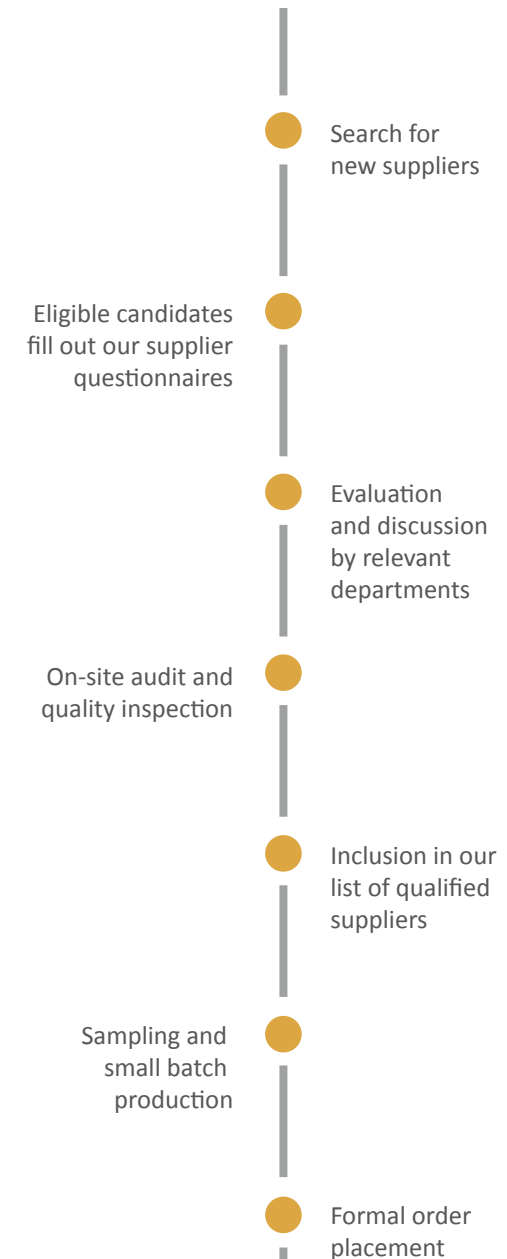 Search for
new suppliers
Eligible candidates
fill out our supplier
questionnaires
Evaluation
and discussion
by relevant
departments
On-site audit and
quality inspection
Inclusion in our
list of qualified
suppliers
Sampling and
small batch
production
Formal order
placement